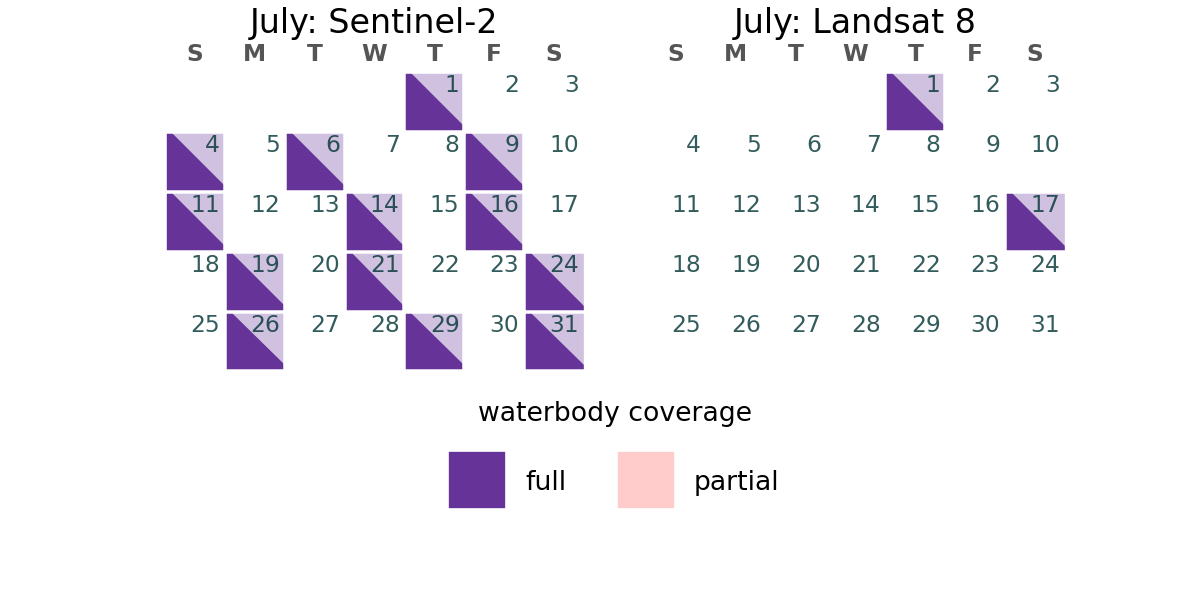 July: Sentinel-2
S M T W T F S
1 2 3
4 5 6 7 8 9 10
11 12 13 14 15 16 17
18 19 20 21 22 23 24
25 26 27 28 29 30 31
July: Landsat 8
S M T W T F S
1 2 3
4 5 6 7 8 9 10
11 12 13 14 15 16 17
18 19 20 21 22 23 24
25 26 27 28 29 30 31
waterbody coverage
full partial